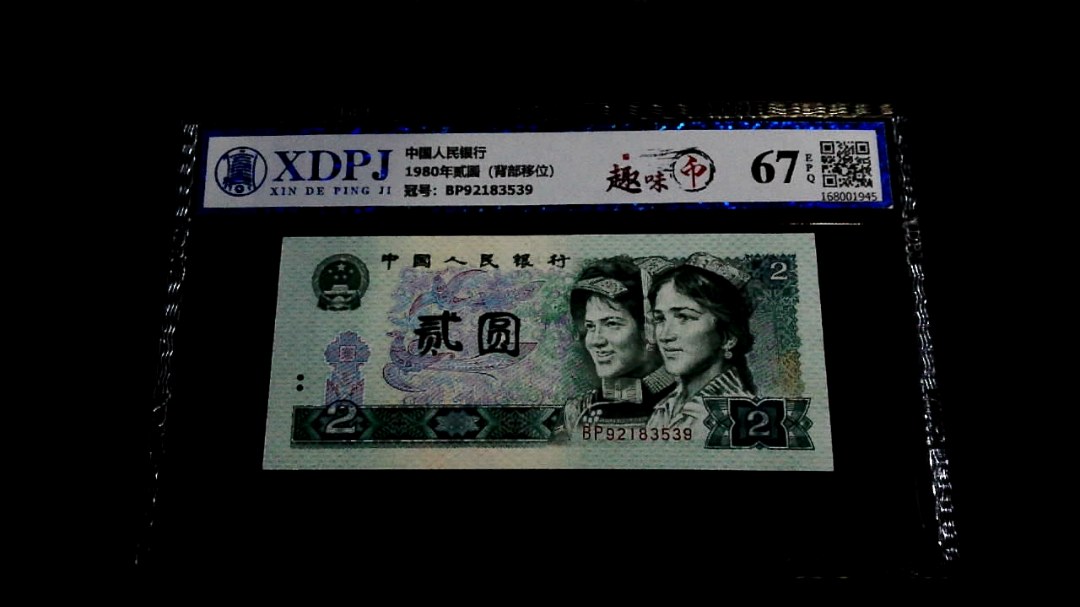 XDPJ
XIN DE PING JI
中国人民银行
1980年贰圆（背部移位）
冠号：BP92183539
趣味币
67
EPQ
168001945
中国人民银行
2
贰圆
BP92183539
2
2